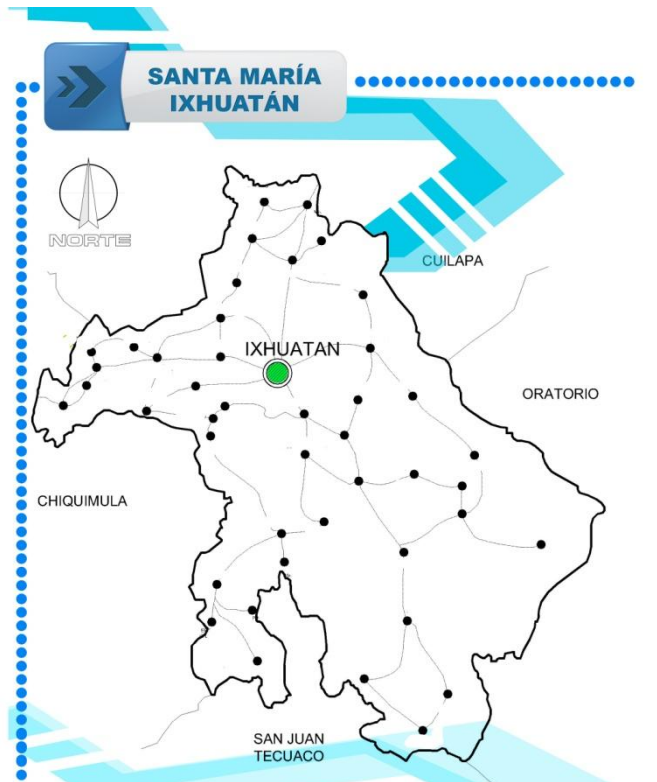 SANTA MARÍA
IXHUATÁN
NORTE
CUILAPA
IXHUATAN
ORATORIO
CHIQUIMULA
SAN JUAN
TECUACO